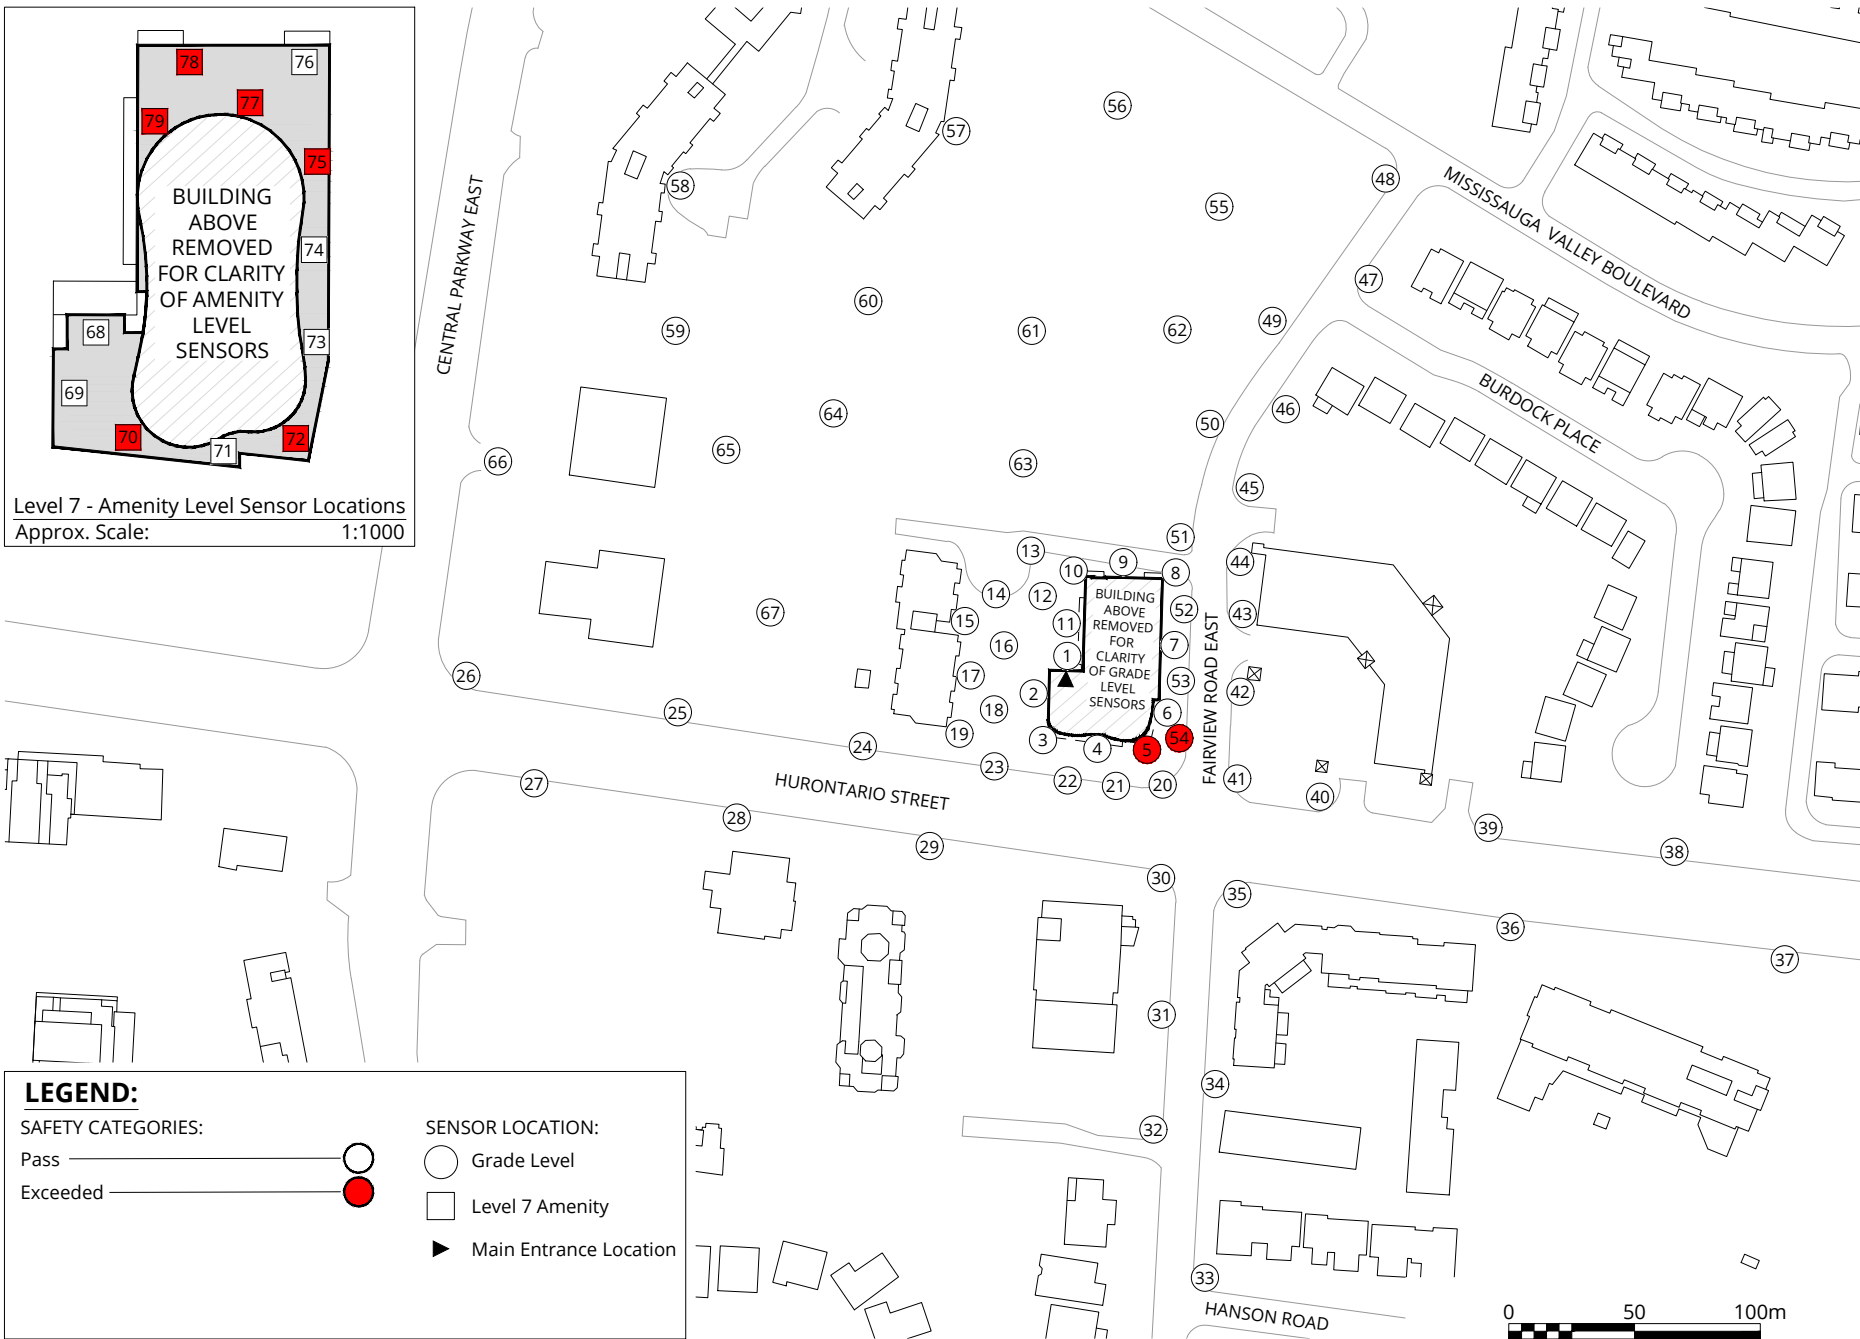 78
76
77
79
75
BUILDING
ABOVE
REMOVED
FOR CLARITY
OF AMENITY
LEVEL
SENSORS
74
68
73
69
70
71
72
Level 7 - Amenity Level Sensor Locations
Approx. Scale: 1:1000
CENTRAL PARKWAY EAST
MISSISSAUGA VALLEY BOULEVARD
BURDOCK PLACE
FAIRVIEW ROAD EAST
HURONTARIO STREET
HANSON ROAD
56
57
58
48
55
47
60
59
61
62
49
64
46
50
65
66
63
45
51
13
9
44
10
8
14
12
52
67
43
15
11
16
7
1
17
53
26
2
42
18
25
6
19
3
54
24
4
5
23
41
22
21
20
27
40
28
39
29
38
30
35
36
37
31
34
32
33
BUILDING
ABOVE
REMOVED
FOR
CLARITY
OF GRADE
LEVEL
SENSORS
LEGEND:
SAFETY CATEGORIES:
Pass
Exceeded
SENSOR LOCATION:
Grade Level
Level 7 Amenity
Main Entrance Location
0 50 100m